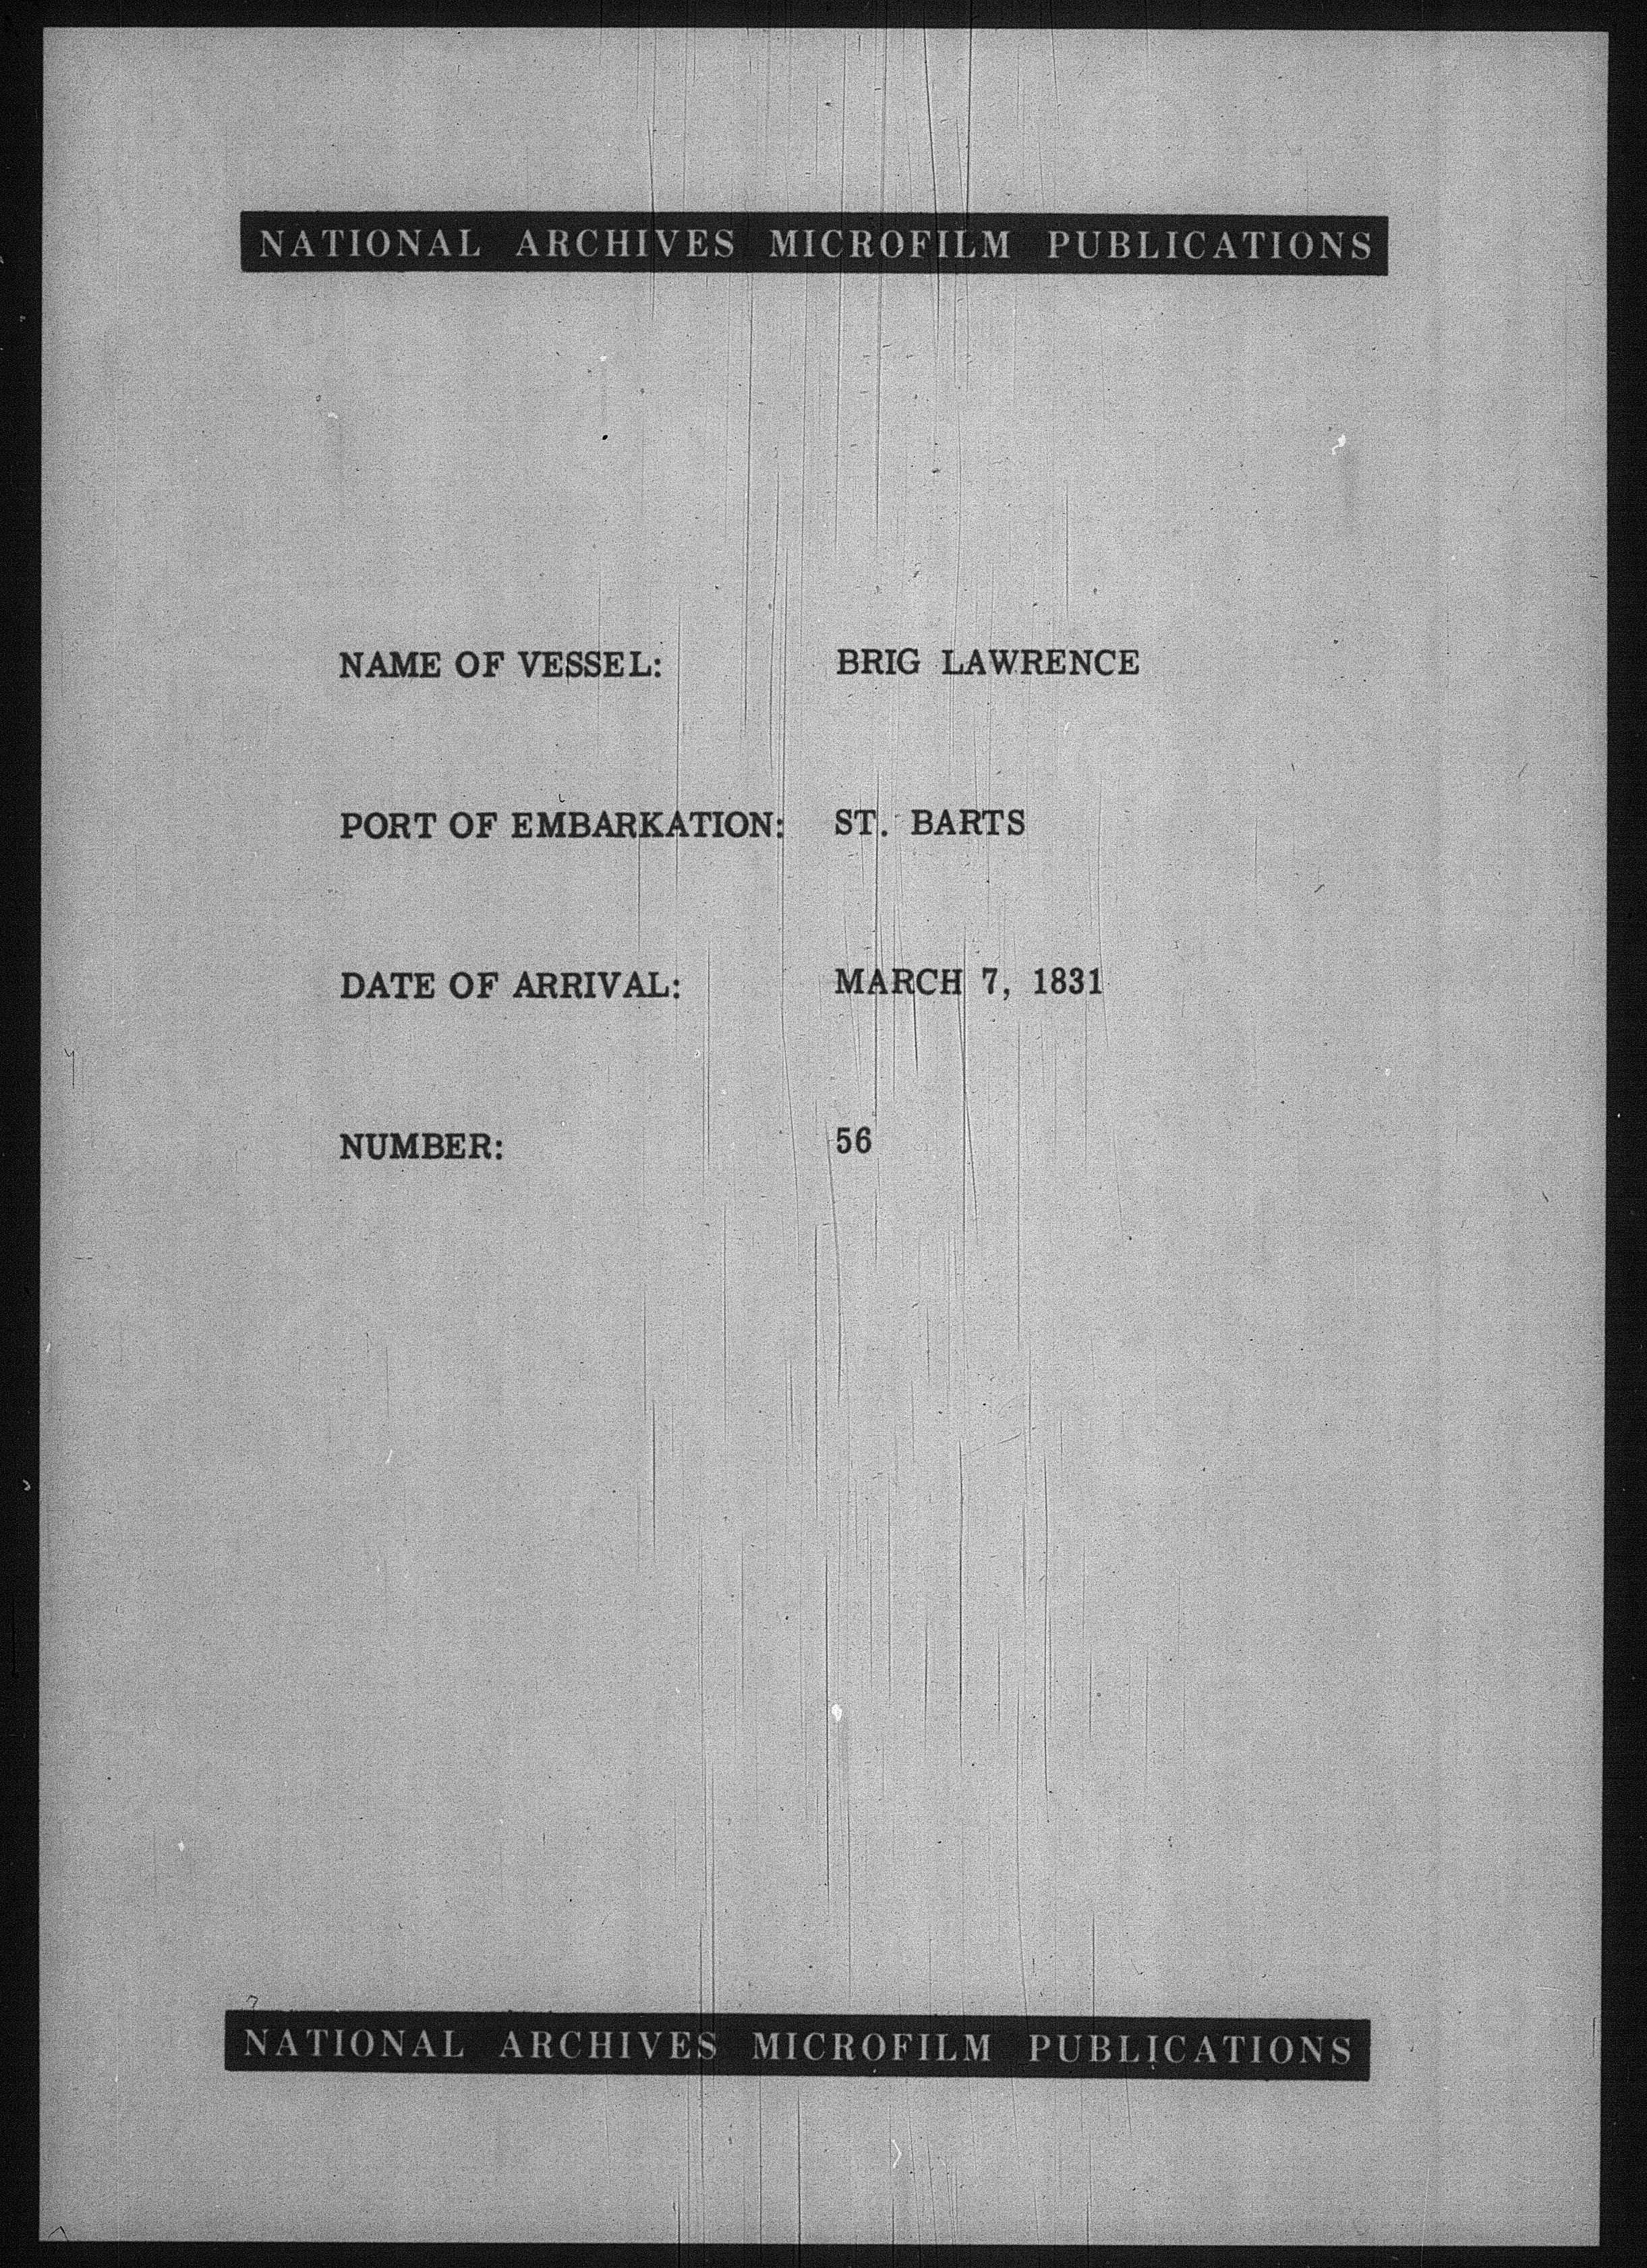 NATIONAL ARCHIVES MICROFILM PUBLICATIONS
NAME OF VESSEL: BRIG LAWRENCE
PORT OF EMBARKATION: ST. BARTS
DATE OF ARRIVAL: MARCH 7, 1831
NUMBER: 56
NATIONAL ARCHIVES MICROFILM PUBLICATIONS